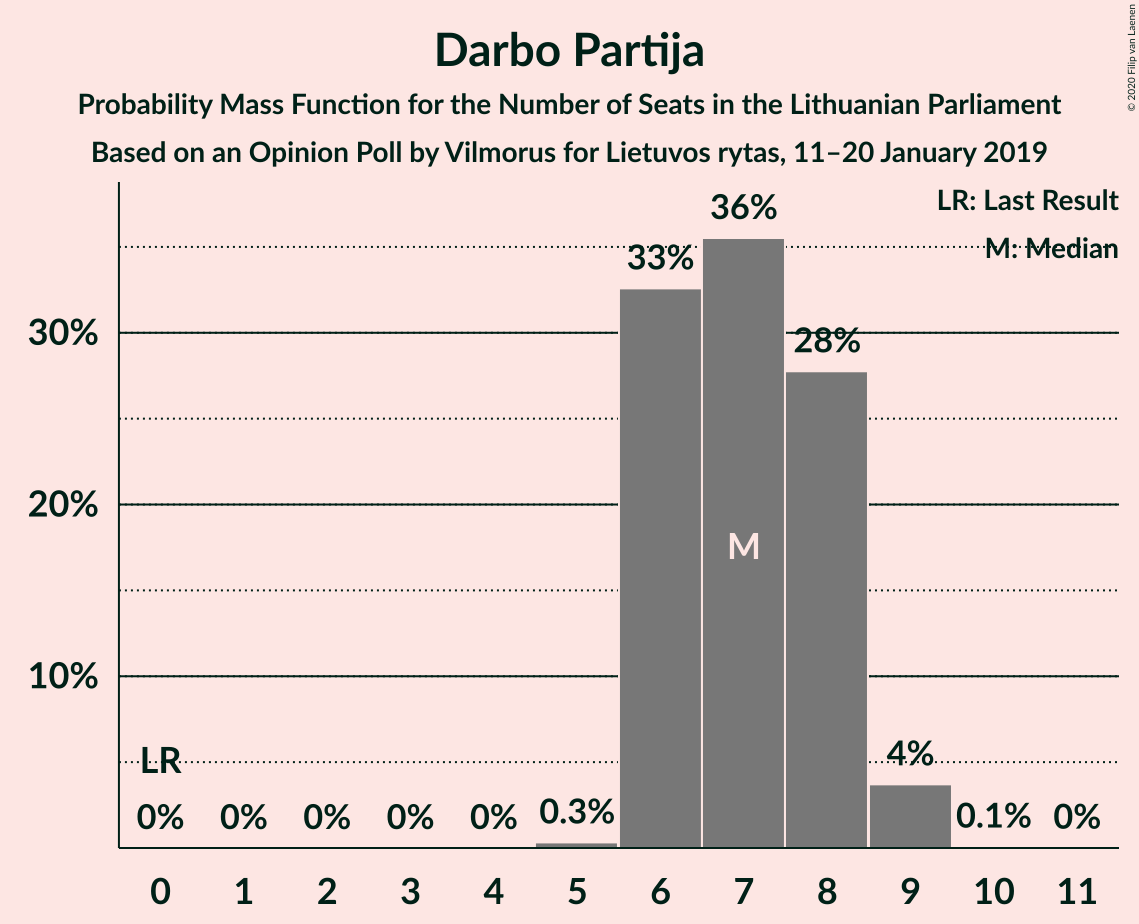 Darbo Partija
Probability Mass Function for the Number of Seats in the Lithuanian Parliament
Based on an Opinion Poll by Vilmorus for Lietuvos rytas, 11–20 January 2019
© 2020 Filip van Laenen
LR: Last Result
M: Median
30%
20%
10%
LR
0%
0%
0%
0%
0%
0.3%
33%
36%
M
28%
4%
0.1%
0%
0 1 2 3 4 5 6 7 8 9 10 11